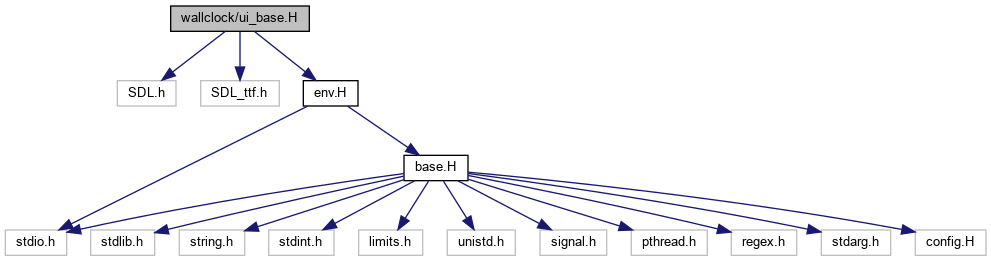 wallclock/ui_base.H
SDL.h
SDL_ttf.h
env.H
base.H
stdio.h
stdlib.h
string.h
stdint.h
limits.h
unistd.h
signal.h
pthread.h
regex.h
stdarg.h
config.H